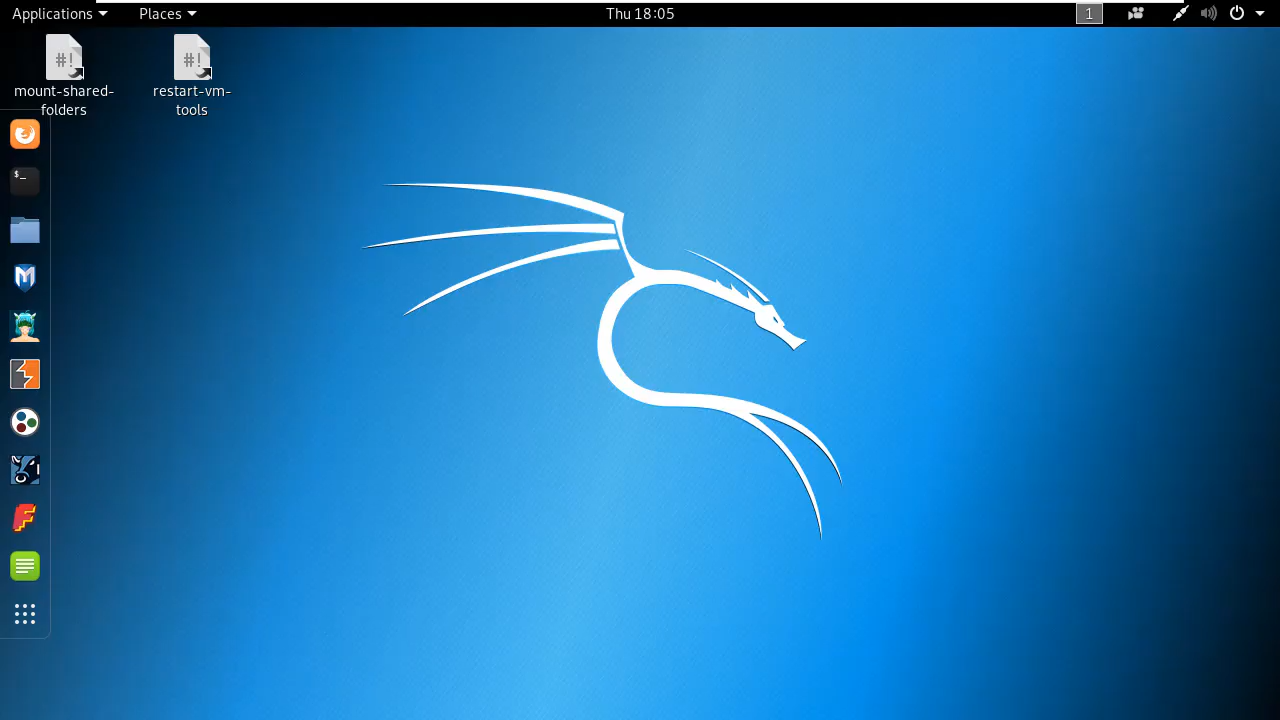 Applications Places Thu 18:05 1
mount-shared-
folders
restart-vm-
tools
#!
#!
$_